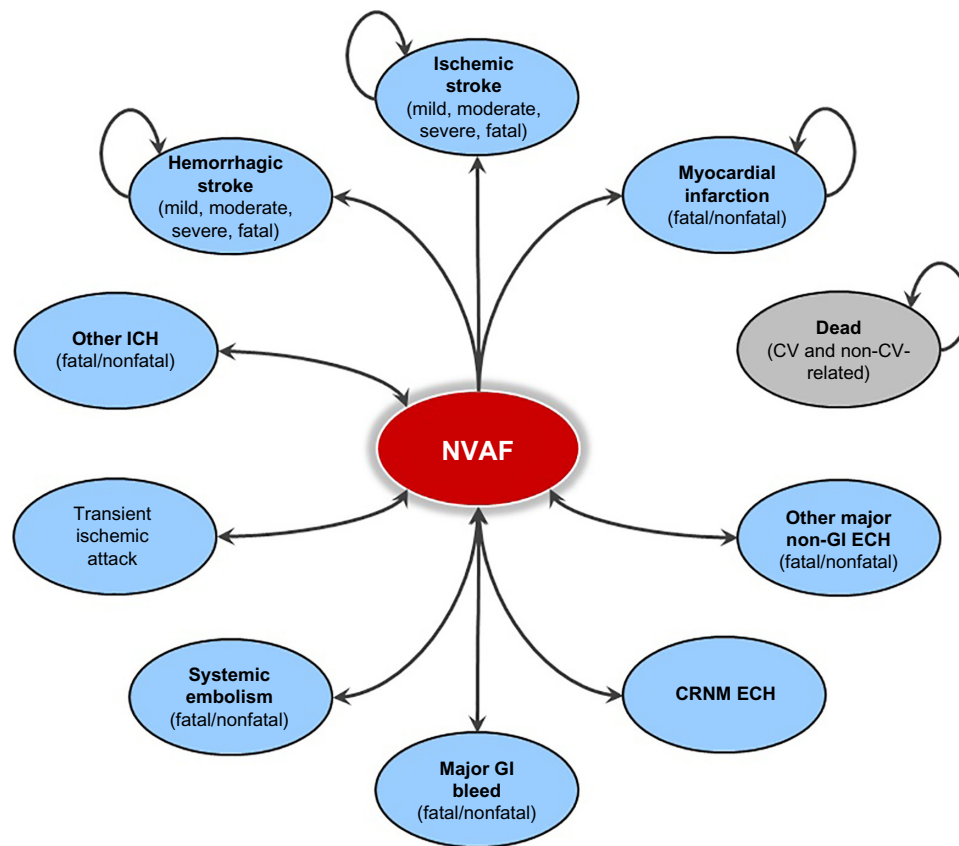 Ischemic
stroke
(mild, moderate,
severe, fatal)
Hemorrhagic
stroke
(mild, moderate,
severe, fatal)
Myocardial
infarction
(fatal/nonfatal)
Other ICH
(fatal/nonfatal)
Dead
(CV and non-CV-
related)
NVAF
Transient
ischemic
attack
Other major
non-GI ECH
(fatal/nonfatal)
Systemic
embolism
(fatal/nonfatal)
CRNM ECH
Major GI
bleed
(fatal/nonfatal)